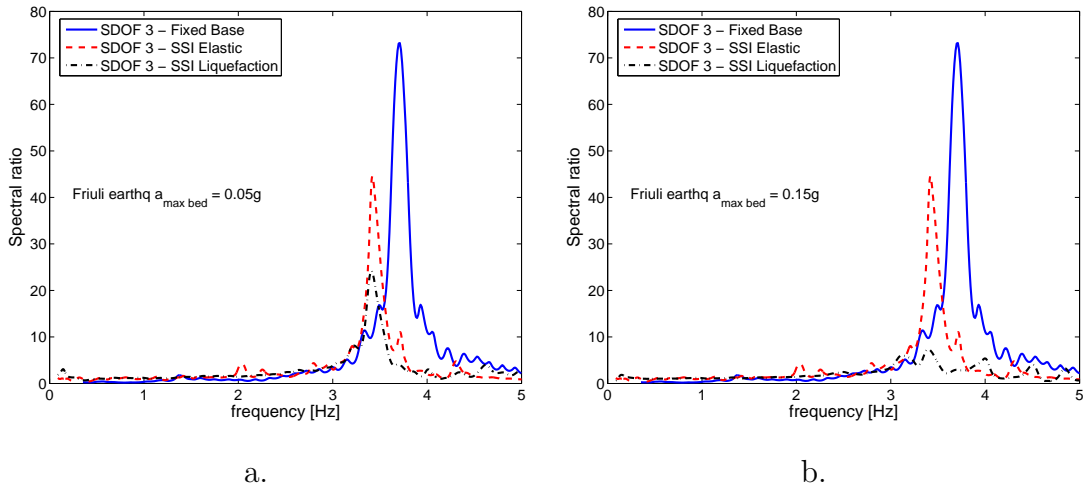 80
70
60
50
40
30
20
10
0
Spectral ratio
SDOF 3 − Fixed Base
SDOF 3 − SSI Elastic
SDOF 3 − SSI Liquefaction
Friuli earthq a max bed = 0.05g
0 1 2 3 4 5
frequency [Hz]
a.
80
70
60
50
40
30
20
10
0
Spectral ratio
SDOF 3 − Fixed Base
SDOF 3 − SSI Elastic
SDOF 3 − SSI Liquefaction
Friuli earthq a max bed = 0.15g
0 1 2 3 4 5
frequency [Hz]
b.